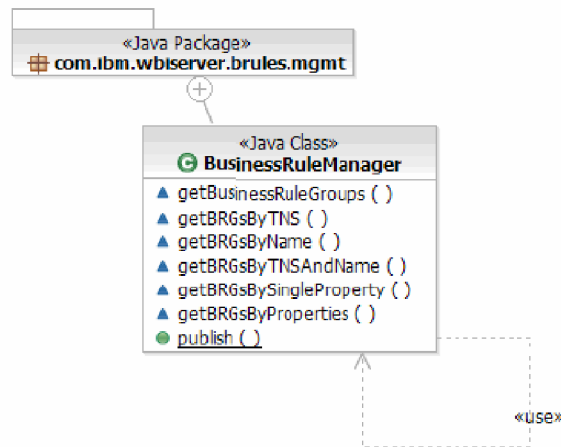 «Java Package»
com.ibm.wbiserver.brules.mgmt
«Java Class»
BusinessRuleManager
getBusinessRuleGroups ( )
getBRGsByTNS ( )
getBRGsByName ( )
getBRGsByTNSAndName ( )
getBRGsBySingleProperty ( )
getBRGsByProperties ( )
publish ( )
«use»